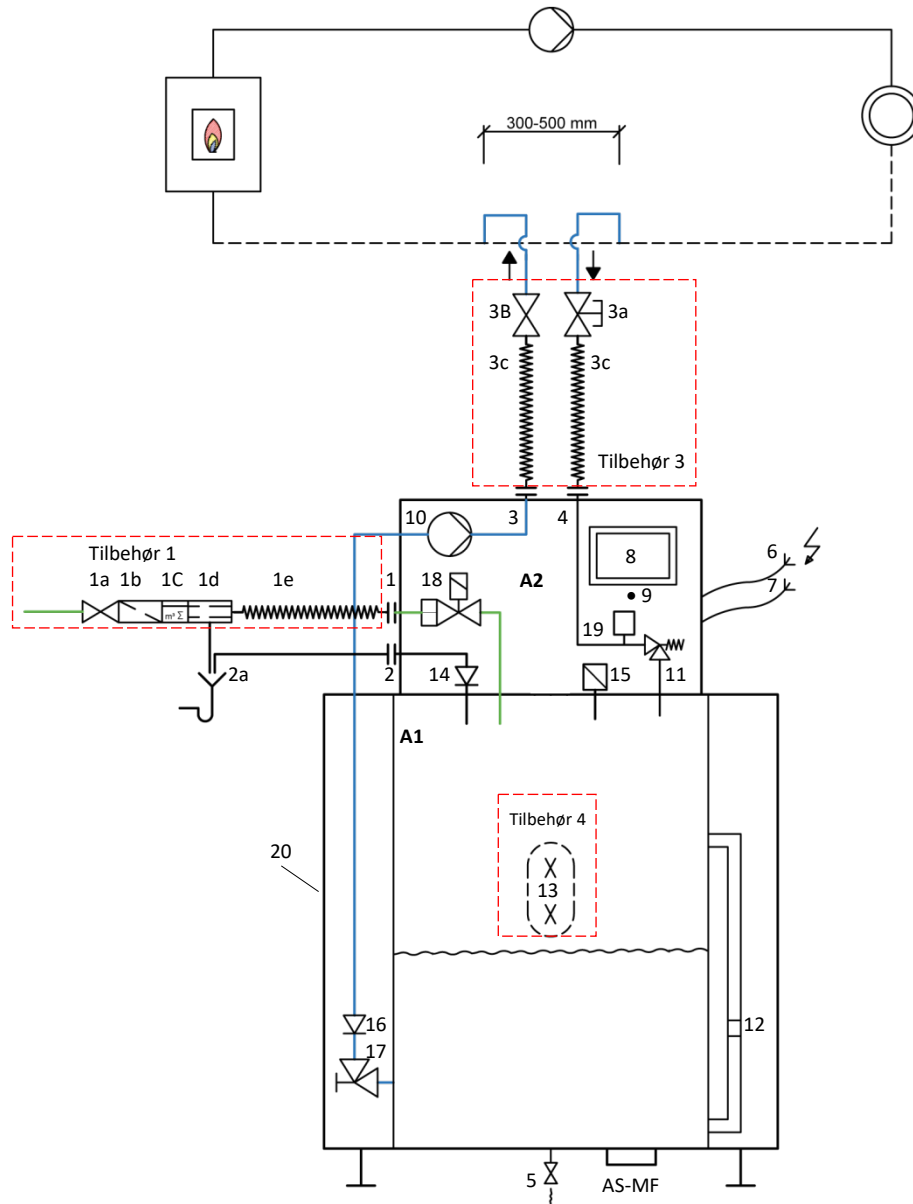 300-500 mm
3B
3a
3c
3c
Tilbehør 3
10
3
4
A2
8
6
7
9
Tilbehør 1
1a
1b
1C
1d
1e
1
18
m³ Σ
19
2a
2
14
15
11
A1
Tilbehør 4
13
20
16
17
12
5
AS-MF